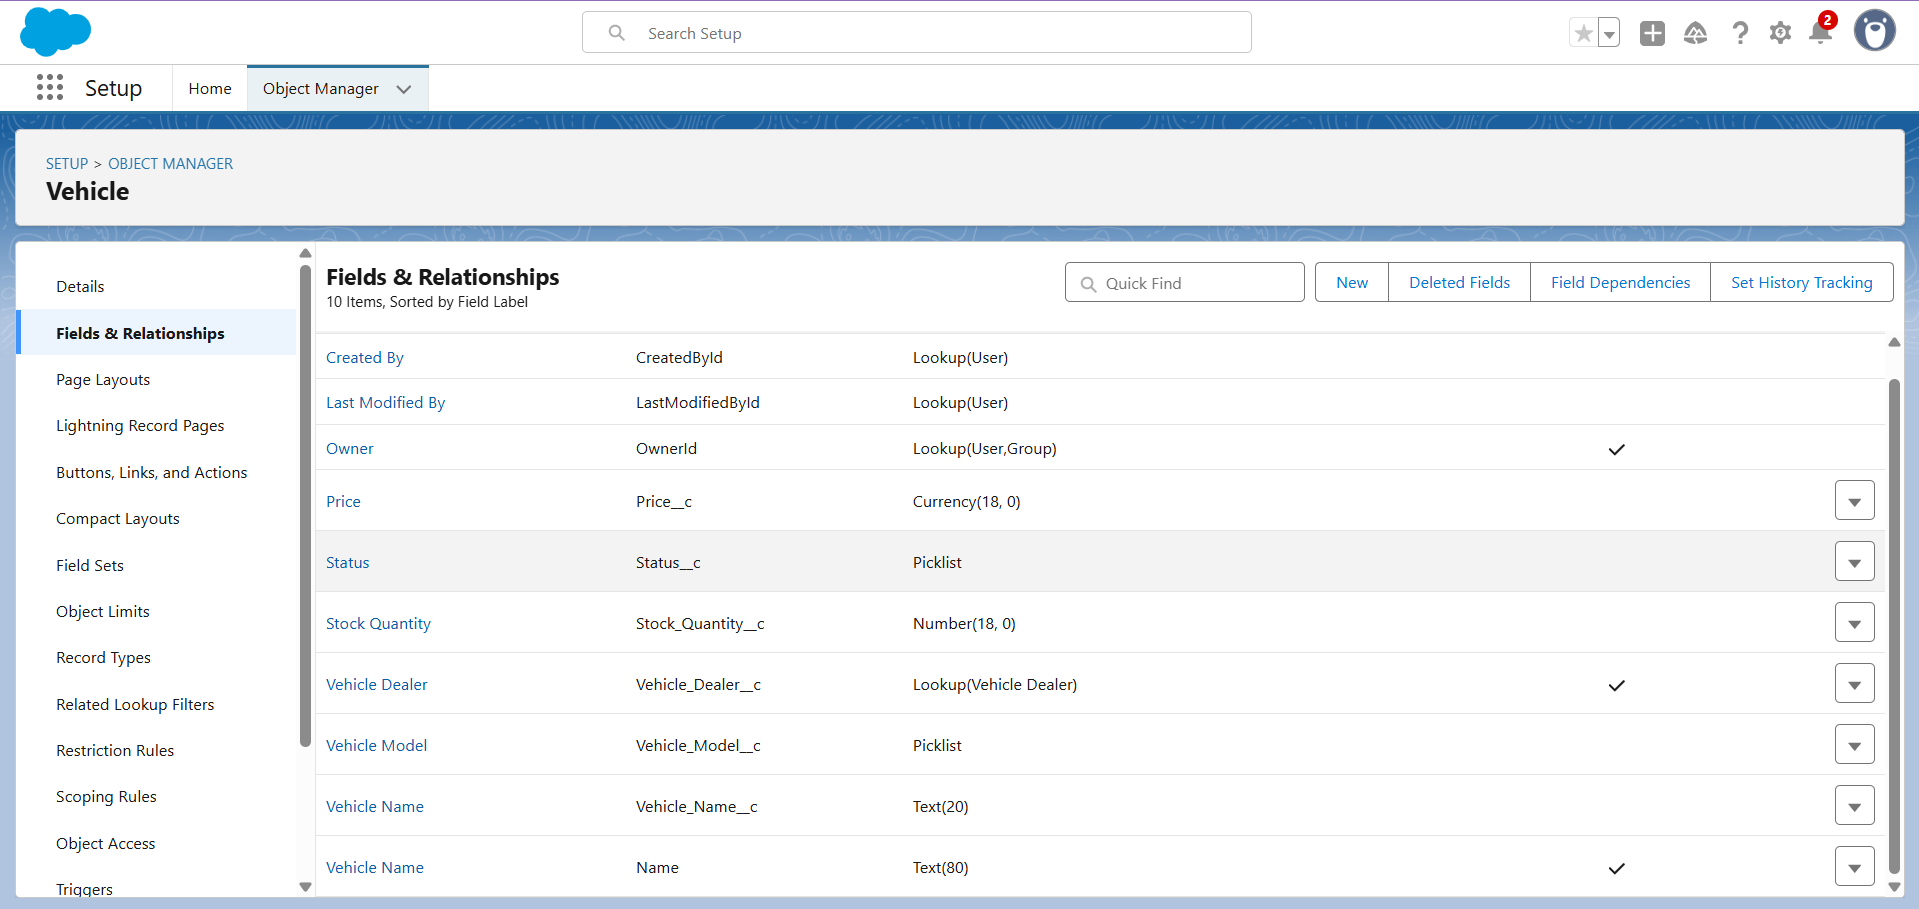 Search Setup
2
Setup
Home
Object Manager
SETUP > OBJECT MANAGER
Vehicle
Details
Fields & Relationships
Page Layouts
Lightning Record Pages
Buttons, Links, and Actions
Compact Layouts
Field Sets
Object Limits
Record Types
Related Lookup Filters
Restriction Rules
Scoping Rules
Object Access
Triggers
Fields & Relationships
10 Items, Sorted by Field Label
Quick Find
New
Deleted Fields
Field Dependencies
Set History Tracking
Created By CreatedById Lookup(User)
Last Modified By LastModifiedById Lookup(User)
Owner OwnerId Lookup(User,Group)
Price Price__c Currency(18, 0)
Status Status__c Picklist
Stock Quantity Stock_Quantity__c Number(18, 0)
Vehicle Dealer Vehicle_Dealer__c Lookup(Vehicle Dealer)
Vehicle Model Vehicle_Model__c Picklist
Vehicle Name Vehicle_Name__c Text(20)
Vehicle Name Name Text(80)